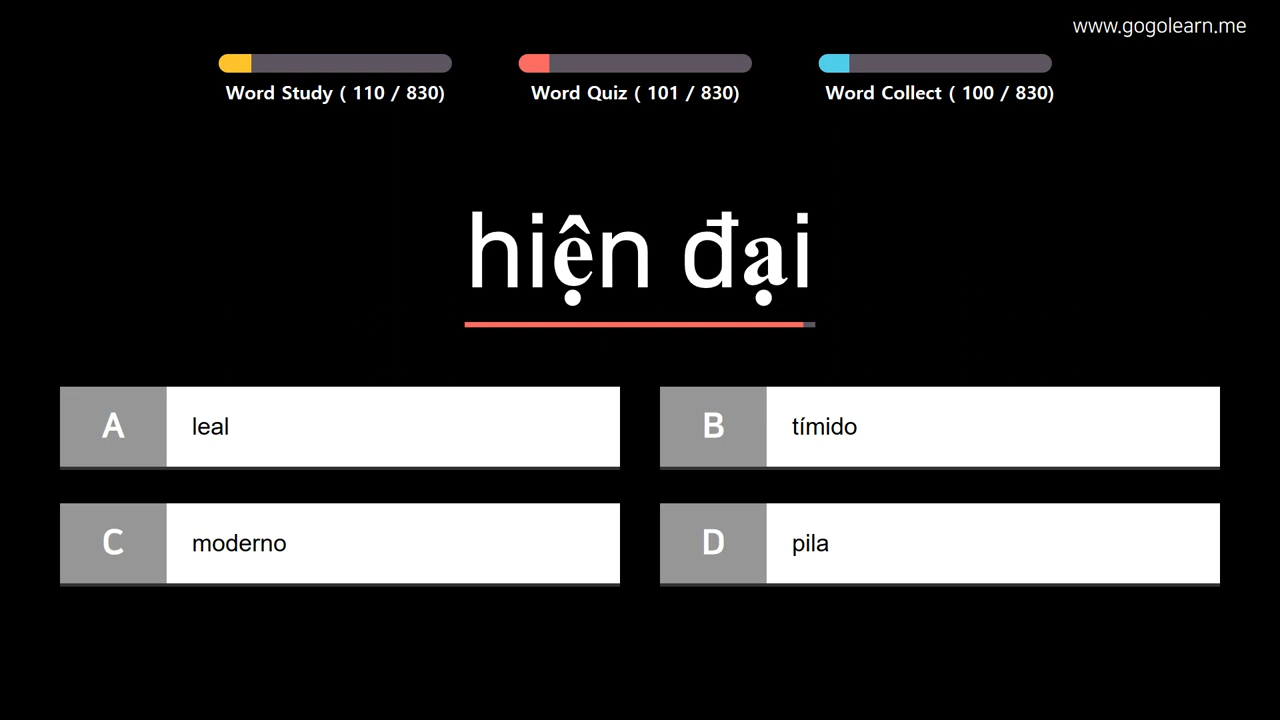 www.gogolearn.me
Word Study ( 110 / 830)
Word Quiz ( 101 / 830)
Word Collect ( 100 / 830)
hiện đại
A leal
B tímido
C moderno
D pila